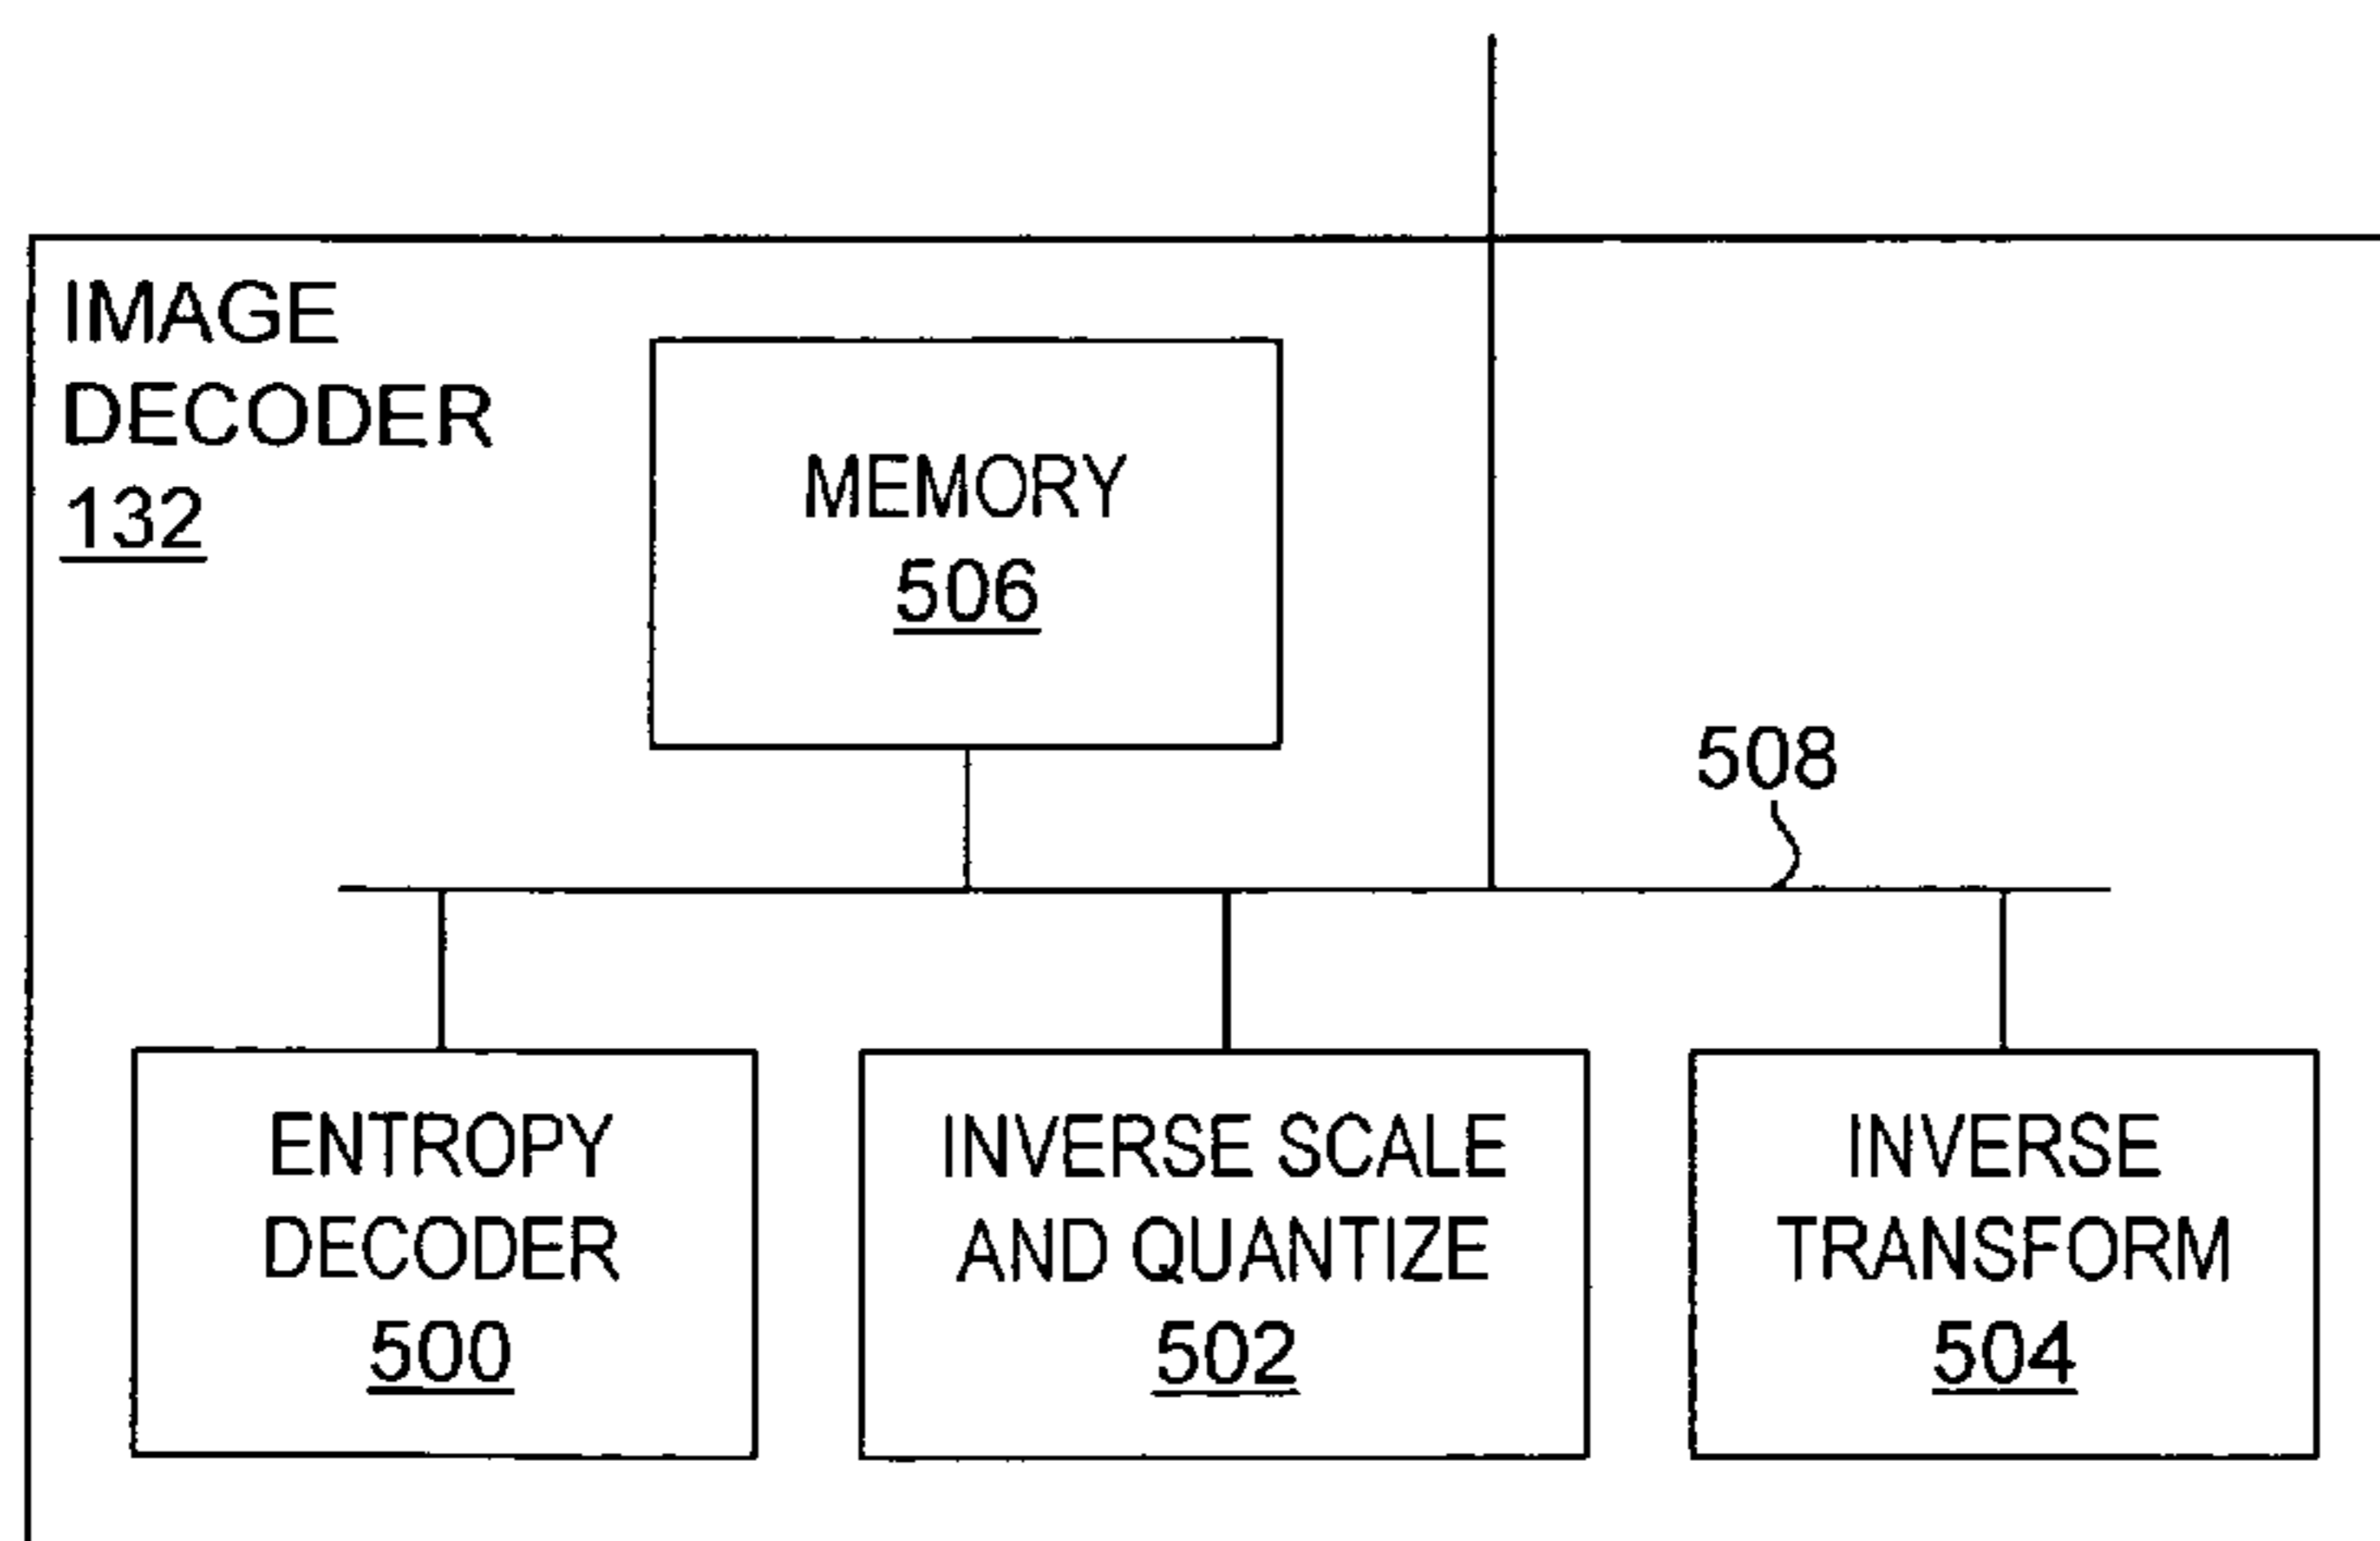 IMAGE
DECODER
132
MEMORY
506
508
ENTROPY
DECODER
500
INVERSE SCALE
AND QUANTIZE
502
INVERSE
TRANSFORM
504